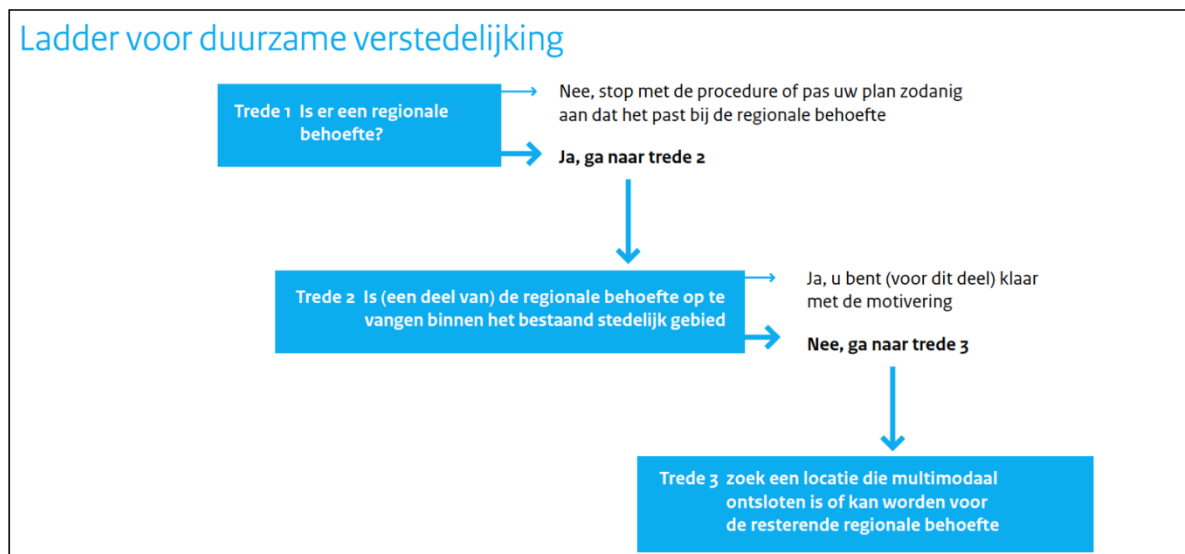 Ladder voor duurzame verstedelijking
Trede 1 Is er een regionale
behoefte?
Nee, stop met de procedure of pas uw plan zodanig
aan dat het past bij de regionale behoefte
Ja, ga naar trede 2
Trede 2 Is (een deel van) de regionale behoefte op te
vangen binnen het bestaand stedelijk gebied
Ja, u bent (voor dit deel) klaar
met de motivering
Nee, ga naar trede 3
Trede 3 zoek een locatie die multimodaal
ontsloten is of kan worden voor
de resterende regionale behoefte